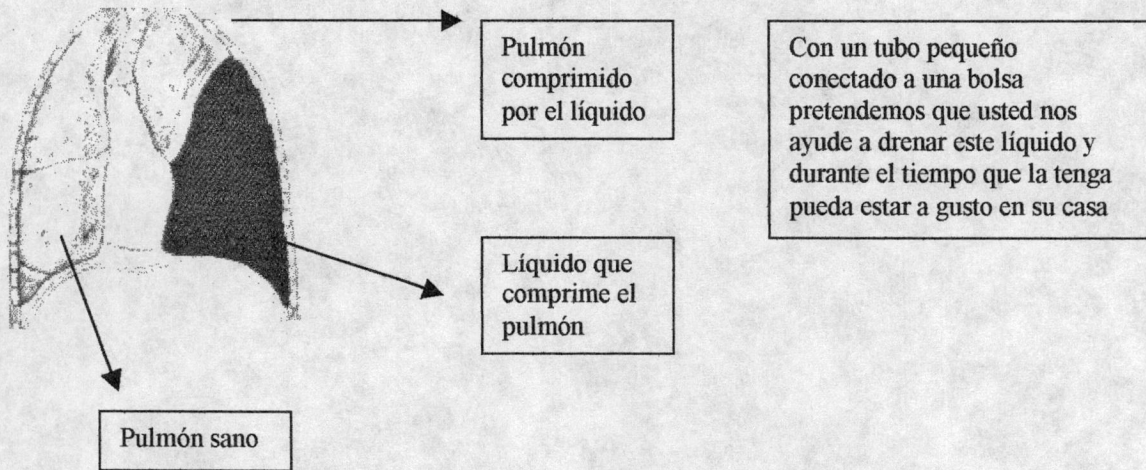 Pulmón
comprimido
por el líquido
Con un tubo pequeño
conectado a una bolsa
pretendemos que usted nos
ayude a drenar este líquido y
durante el tiempo que la tenga
pueda estar a gusto en su casa
Líquido que
comprime el
pulmón
Pulmón sano